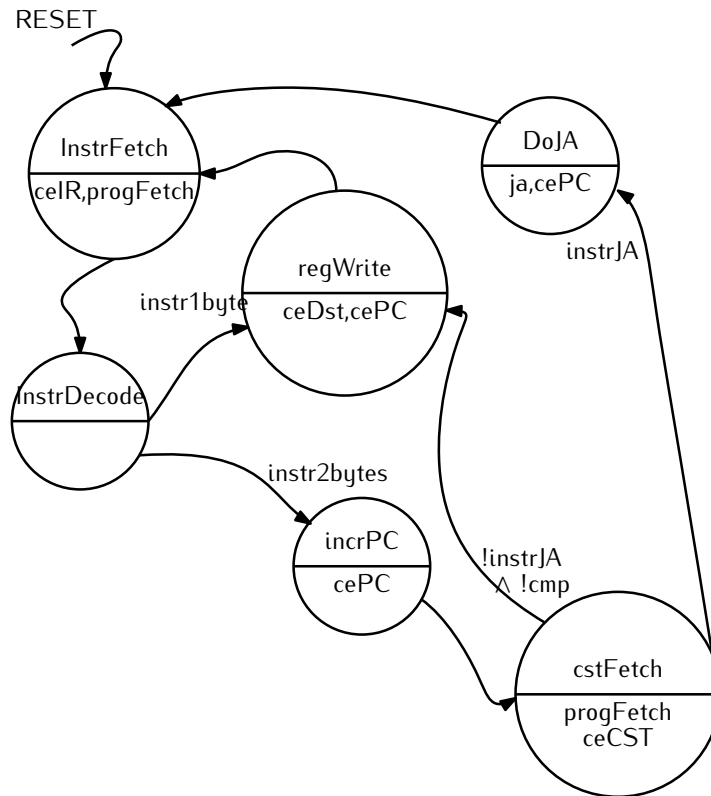 RESET
InstrFetch
ceIR,progFetch
DoJA
ja,cePC
instrJA
regWrite
ceDst,cePC
instr1byte
InstrDecode
instr2bytes
incrPC
cePC
!instrJA
∧ !cmp
cstFetch
progFetch
ceCST